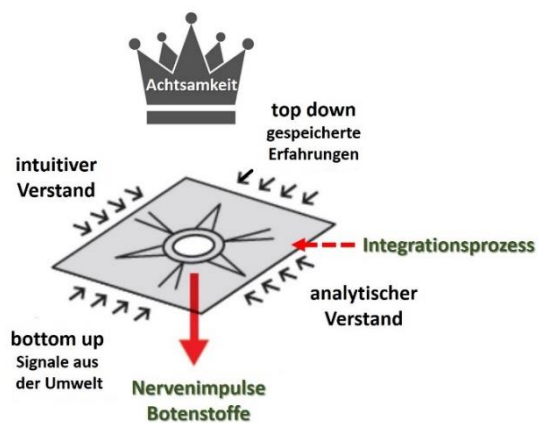 Achtsamkeit
top down
gespeicherte
Erfahrungen
intuitiver
Verstand
Integrationsprozess
analytischer
Verstand
bottom up
Signale aus
der Umwelt
Nervenimpulse
Botenstoffe